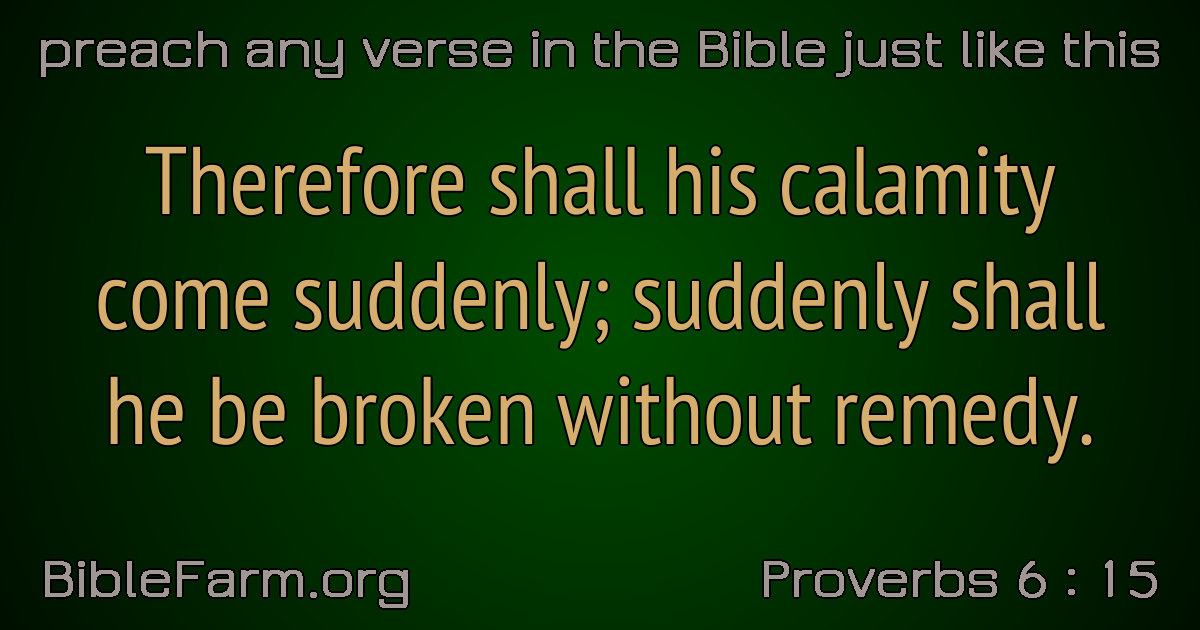 preach any verse in the Bible just like this
Therefore shall his calamity
come suddenly; suddenly shall
he be broken without remedy.
BibleFarm.org
Proverbs 6 : 15